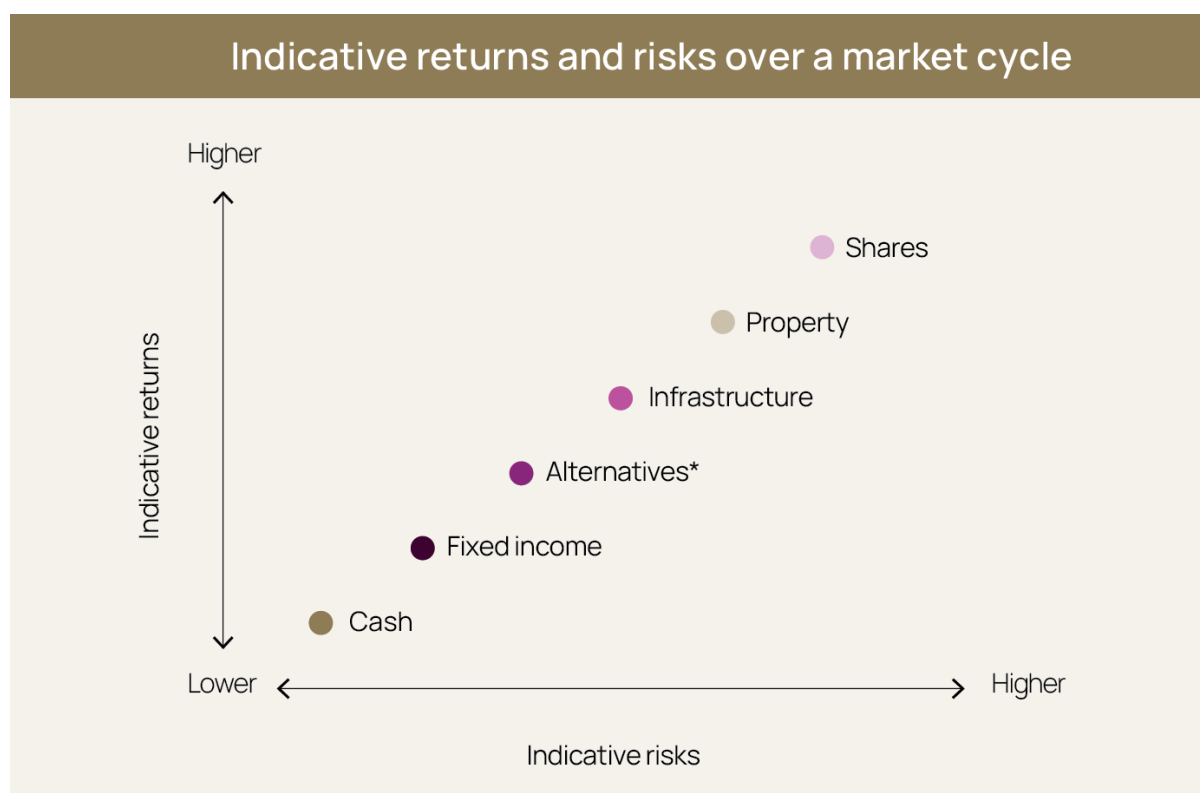 Indicative returns and risks over a market cycle
Higher
Indicative returns
Shares
Property
Infrastructure
Alternatives*
Fixed income
Cash
Lower
Higher
Indicative risks